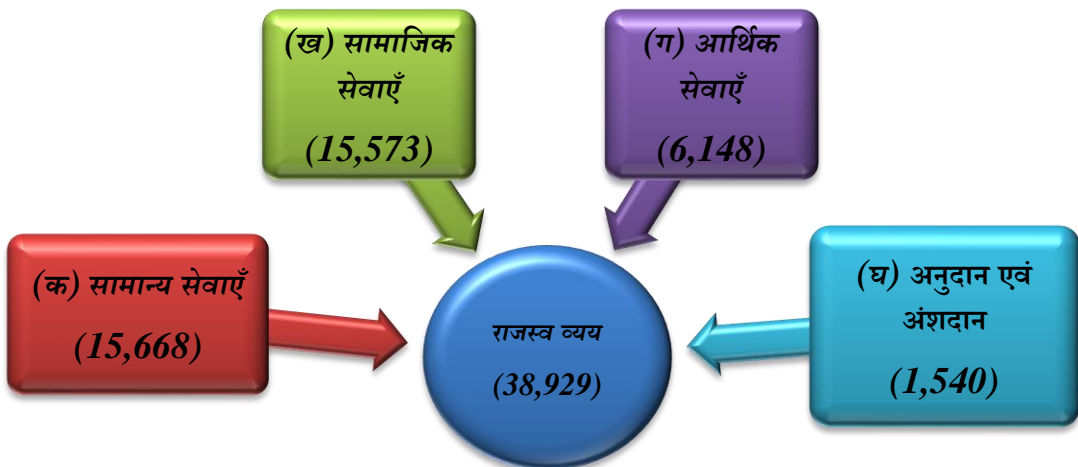 (ख) सामाजिक
सेवाएँ
(15,573)
(ग) आर्थिक
सेवाएँ
(6,148)
(क) सामान्य सेवाएँ
(15,668)
राजस्व व्यय
(38,929)
(घ) अनुदान एवं
अंशदान
(1,540)